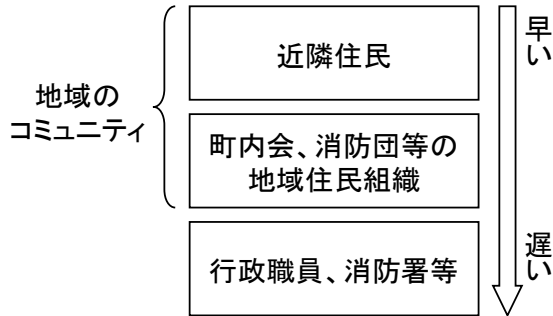 近隣住民
早い
地域の
コミュニティ
町内会、消防団等の
地域住民組織
遅い
行政職員、消防署等